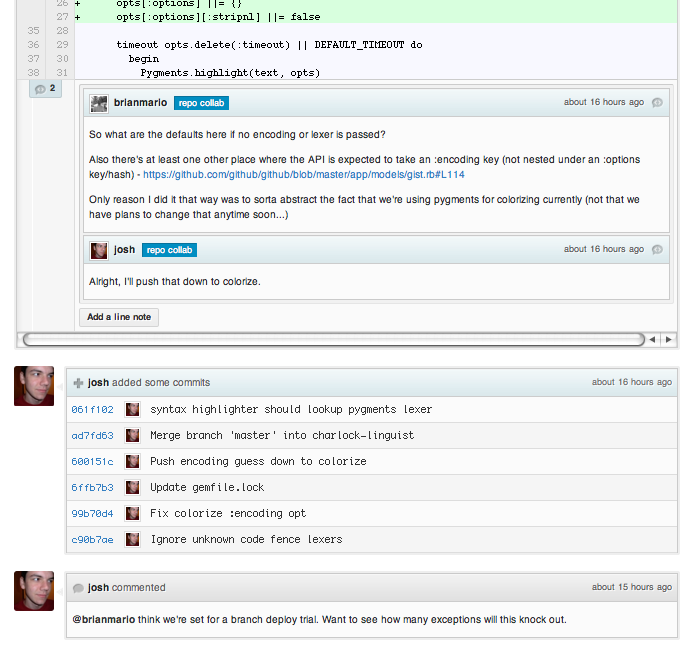 26 + opts[:options] ||= {}
27 + opts[:options][:stripnl] ||= false
35 28
36 29 timeout opts.delete(:timeout) || DEFAULT_TIMEOUT do
37 30 begin
38 31 Pygments.highlight(text, opts)
2
brianmario repo collab about 16 hours ago
So what are the defaults here if no encoding or lexer is passed?
Also there's at least one other place where the API is expected to take an :encoding key (not nested under an :options
key/hash) - https://github.com/github/github/blob/master/app/models/gist.rb#L114
Only reason I did it that way was to sorta abstract the fact that we're using pygments for colorizing currently (not that we
have plans to change that anytime soon...)
josh repo collab about 16 hours ago
Alright, I'll push that down to colorize.
Add a line note
josh added some commits about 16 hours ago
061f102 syntax highlighter should lookup pygments lexer
ad7fd63 Merge branch 'master' into charlock-linguist
600151c Push encoding guess down to colorize
6ffb7b3 Update gemfile.lock
99b70d4 Fix colorize :encoding opt
c90b7ae Ignore unknown code fence lexers
josh commented about 15 hours ago
@brianmario think we're set for a branch deploy trial. Want to see how many exceptions will this knock out.